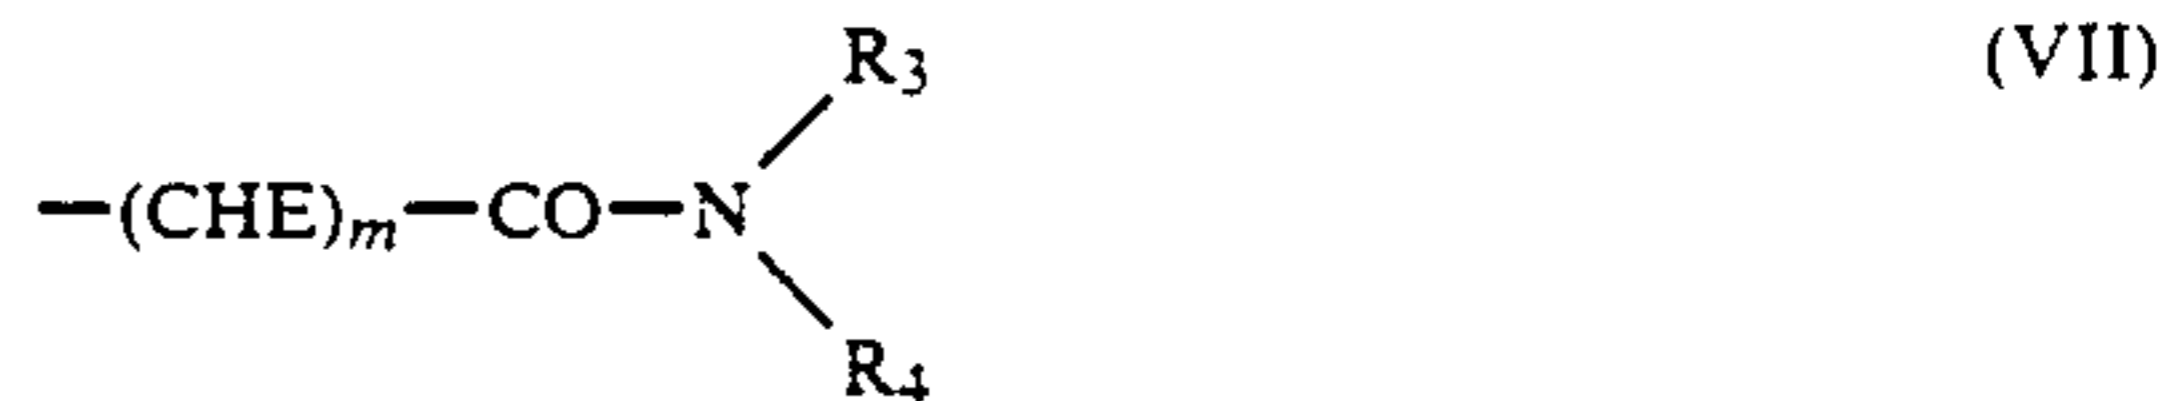 R3 (VII)
—(CHE)m—CO—N
R4